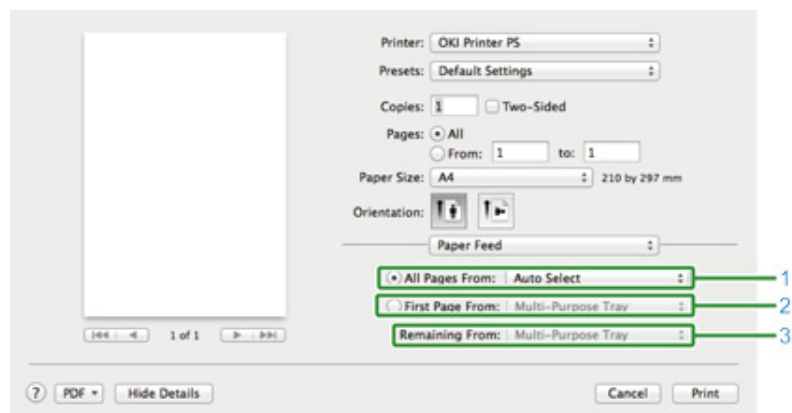 Printer: OKI Printer PS
Presets: Default Settings
Copies: 1 Two-Sided
Pages: All
From: 1 to: 1
Paper Size: A4 210 by 297 mm
Orientation:
Paper Feed
All Pages From: Auto Select 1
First Page From: Multi-Purpose Tray 2
1 of 1 Remaining From: Multi-Purpose Tray 3
? PDF Hide Details Cancel Print